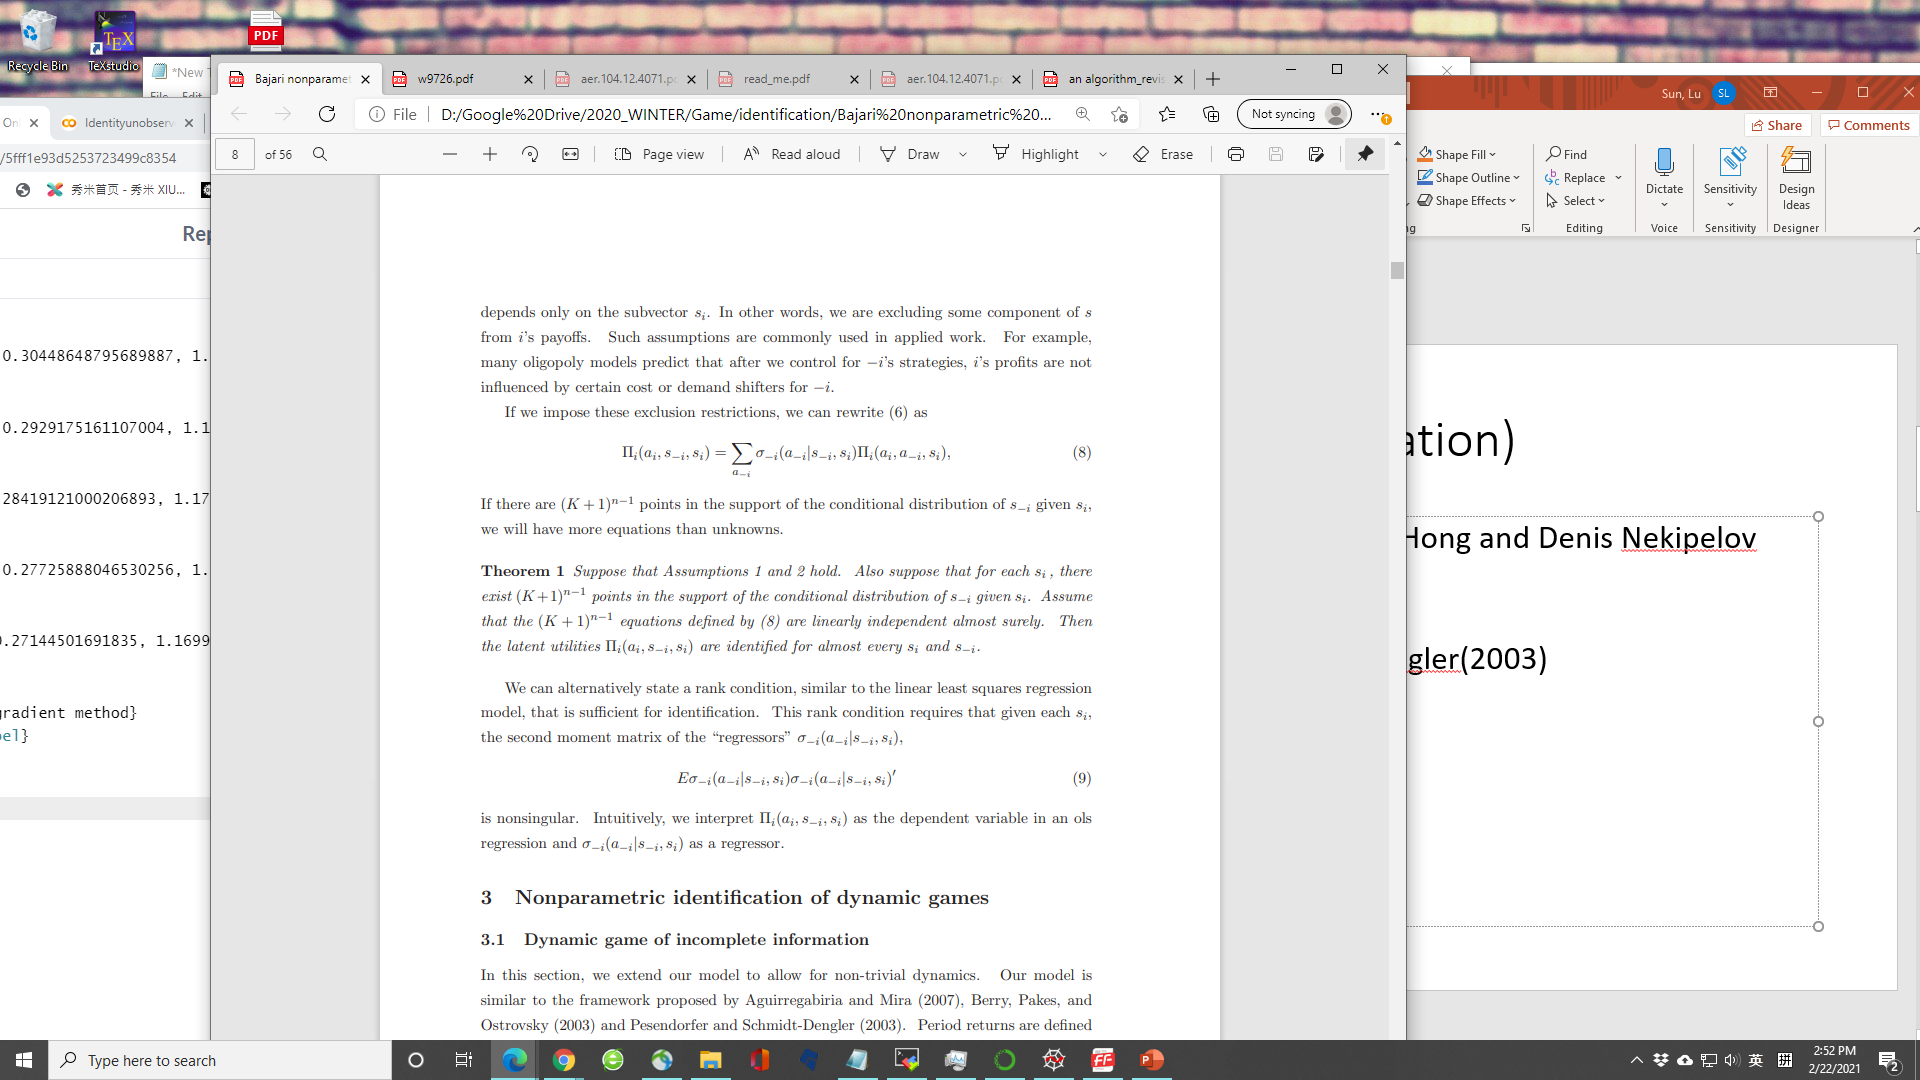 Recycle Bin
TeXstudio
PDF
*New
File Edit
Identityunobserv
/5fff1e93d5253723499c8354
秀米首页 - 秀米 XIU...
0.30448648795689887, 1.
0.2929175161107004, 1.1
28419121000206893, 1.17
0.27725888046530256, 1.
0.27144501691835, 1.1699
gradient method}
Bajari nonparamet
w9726.pdf
aer.104.12.4071.p
read_me.pdf
aer.104.12.4071.p
an algorithm_revis
File
D:/Google%20Drive/2020_WINTER/Game/identification/Bajari%20nonparametric%20...
Not syncing
8 of 56
Page view
Read aloud
Draw
Highlight
Erase
depends only on the subvector sᵢ. In other words, we are excluding some component of s
from i’s payoffs. Such assumptions are commonly used in applied work. For example,
many oligopoly models predict that after we control for −i’s strategies, i’s profits are not
influenced by certain cost or demand shifters for −i.
If we impose these exclusion restrictions, we can rewrite (6) as
Πᵢ(aᵢ, s₋ᵢ, sᵢ) = ∑_{a₋ᵢ} σ₋ᵢ(a₋ᵢ|s₋ᵢ, sᵢ)Πᵢ(aᵢ, a₋ᵢ, sᵢ), (8)
If there are (K + 1)ⁿ⁻¹ points in the support of the conditional distribution of s₋ᵢ given sᵢ,
we will have more equations than unknowns.
Theorem 1 Suppose that Assumptions 1 and 2 hold. Also suppose that for each sᵢ , there
exist (K+1)ⁿ⁻¹ points in the support of the conditional distribution of s₋ᵢ given sᵢ. Assume
that the (K + 1)ⁿ⁻¹ equations defined by (8) are linearly independent almost surely. Then
the latent utilities Πᵢ(aᵢ, s₋ᵢ, sᵢ) are identified for almost every sᵢ and s₋ᵢ.
We can alternatively state a rank condition, similar to the linear least squares regression
model, that is sufficient for identification. This rank condition requires that given each sᵢ,
the second moment matrix of the “regressors” σ₋ᵢ(a₋ᵢ|s₋ᵢ, sᵢ),
Eσ₋ᵢ(a₋ᵢ|s₋ᵢ, sᵢ)σ₋ᵢ(a₋ᵢ|s₋ᵢ, sᵢ)′ (9)
is nonsingular. Intuitively, we interpret Πᵢ(aᵢ, s₋ᵢ, sᵢ) as the dependent variable in an ols
regression and σ₋ᵢ(a₋ᵢ|s₋ᵢ, sᵢ) as a regressor.
3 Nonparametric identification of dynamic games
3.1 Dynamic game of incomplete information
In this section, we extend our model to allow for non-trivial dynamics. Our model is
similar to the framework proposed by Aguirregabiria and Mira (2007), Berry, Pakes, and
Ostrovsky (2003) and Pesendorfer and Schmidt-Dengler (2003). Period returns are defined
Sun, Lu
SL
Share
Comments
Shape Fill
Shape Outline
Shape Effects
Find
Replace
Select
Editing
Dictate
Voice
Sensitivity
Sensitivity
Design
Ideas
Designer
ation)
Hong and Denis Nekipelov
gler(2003)
Type here to search
英
拼
2:52 PM
2/22/2021
2